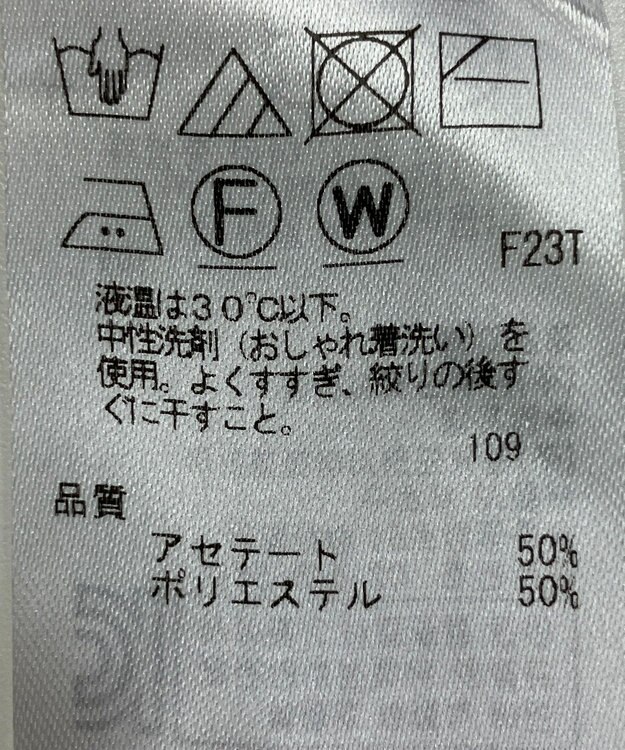 F
W
F23T
液温は30℃以下。
中性洗剤（おしゃれ着洗い）を
使用。よくすすぎ、絞りの後す
ぐに干すこと。
109
品質
アセテート 50%
ポリエステル 50%